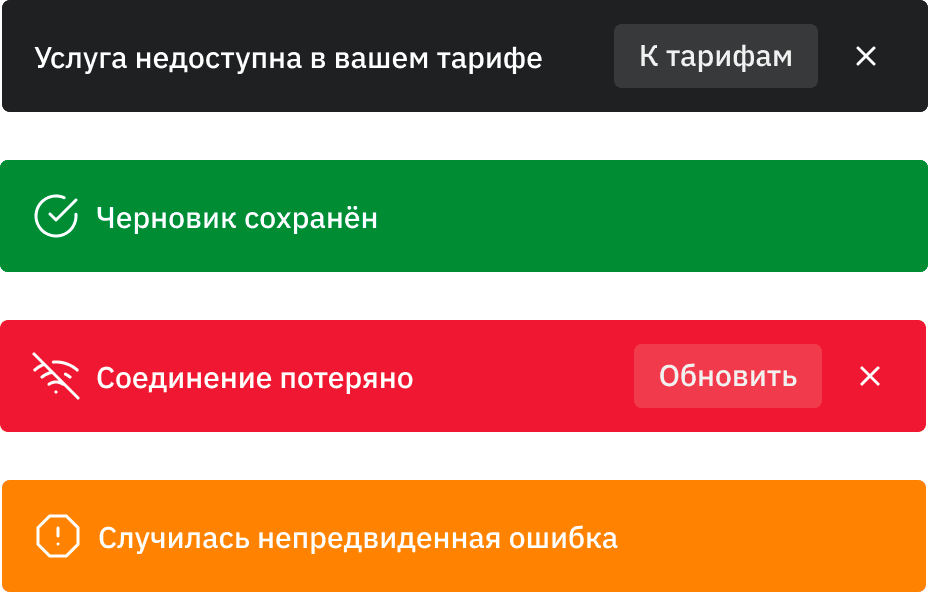 Услуга недоступна в вашем тарифе К тарифам
Черновик сохранён
Соединение потеряно Обновить
Случилась непредвиденная ошибка